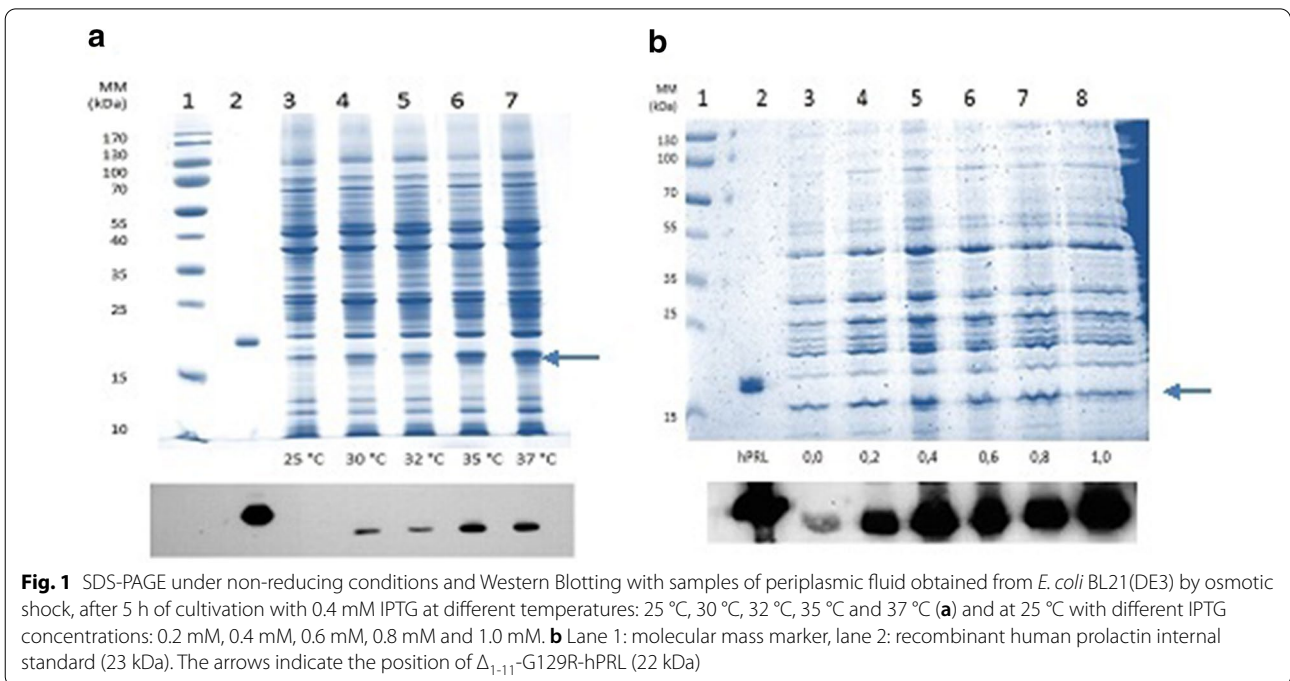 a
MM
(kDa)
1 2 3 4 5 6 7
170
130
100
70
55
40
35
25
15
10
25 °C 30 °C 32 °C 35 °C 37 °C
b
MM
(kDa)
1 2 3 4 5 6 7 8
130
100
70
55
35
25
15
hPRL 0,0 0,2 0,4 0,6 0,8 1,0
Fig. 1 SDS-PAGE under non-reducing conditions and Western Blotting with samples of periplasmic fluid obtained from E. coli BL21(DE3) by osmotic
shock, after 5 h of cultivation with 0.4 mM IPTG at different temperatures: 25 °C, 30 °C, 32 °C, 35 °C and 37 °C (a) and at 25 °C with different IPTG
concentrations: 0.2 mM, 0.4 mM, 0.6 mM, 0.8 mM and 1.0 mM. b Lane 1: molecular mass marker, lane 2: recombinant human prolactin internal
standard (23 kDa). The arrows indicate the position of Δ₁₋₁₁-G129R-hPRL (22 kDa)